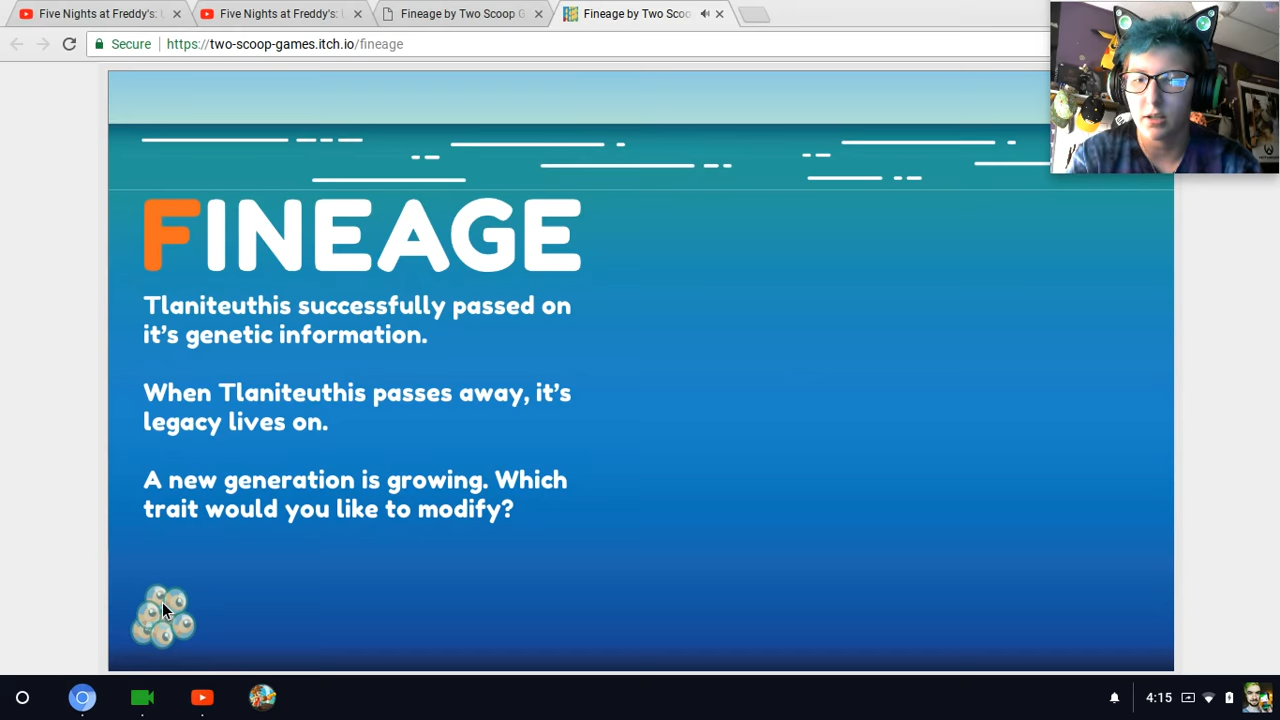 Five Nights at Freddy's: 
Five Nights at Freddy's: 
Fineage by Two Scoop G
Fineage by Two Scoo
Secure
https://two-scoop-games.itch.io/fineage
FINEAGE
Tlaniteuthis successfully passed on
it's genetic information.
When Tlaniteuthis passes away, it's
legacy lives on.
A new generation is growing. Which
trait would you like to modify?
4:15